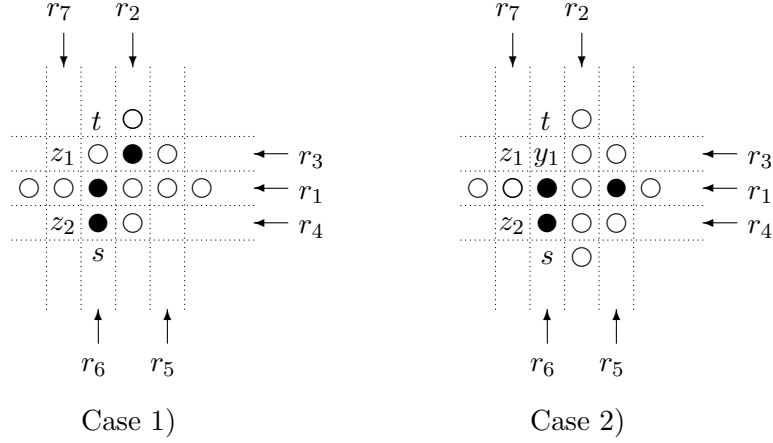 r7 r2 r7 r2
t t
z1 r3 z1 y1 r3
r1 r1
z2 r4 z2 r4
s s
r6 r5 r6 r5
Case 1) Case 2)